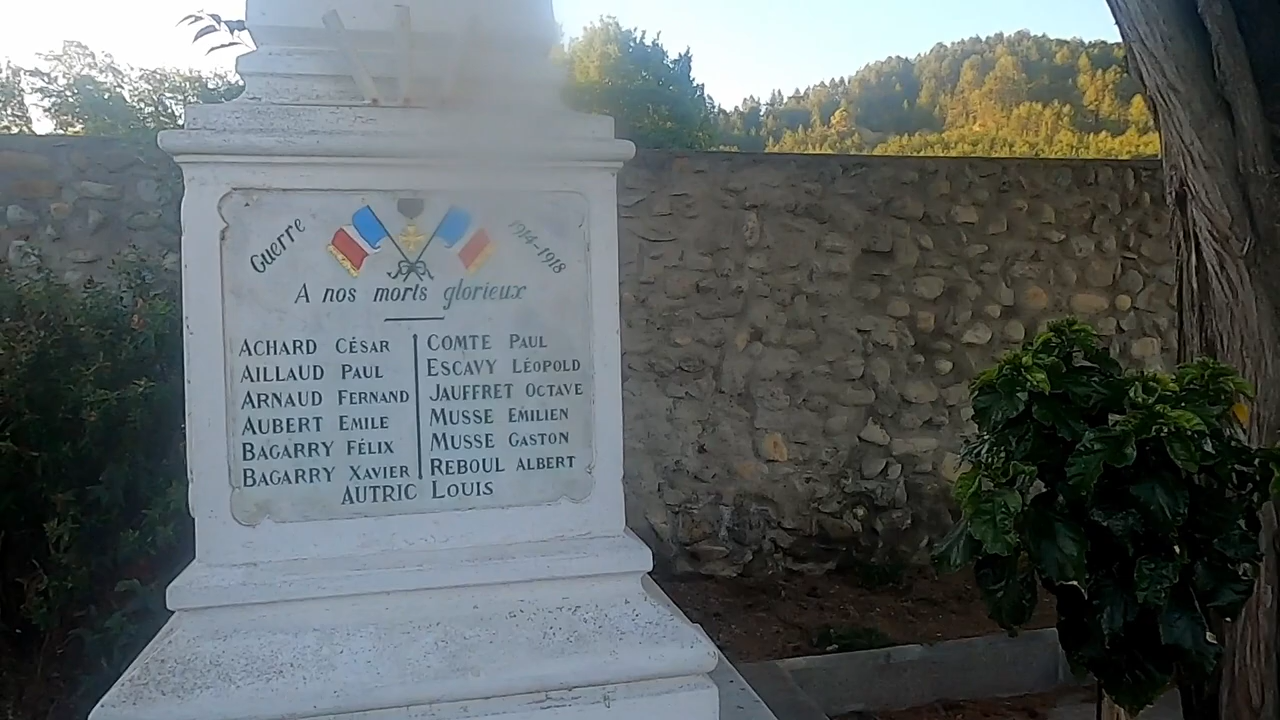 Guerre 1914-1918
A nos morts glorieux
ACHARD CÉSAR
AILLAUD PAUL
ARNAUD FERNAND
AUBERT EMILE
BAGARRY FÉLIX
BAGARRY XAVIER
COMTE PAUL
ESCAVY LÉOPOLD
JAUFFRET OCTAVE
MUSSE EMILIEN
MUSSE GASTON
REBOUL ALBERT
AUTRIC LOUIS